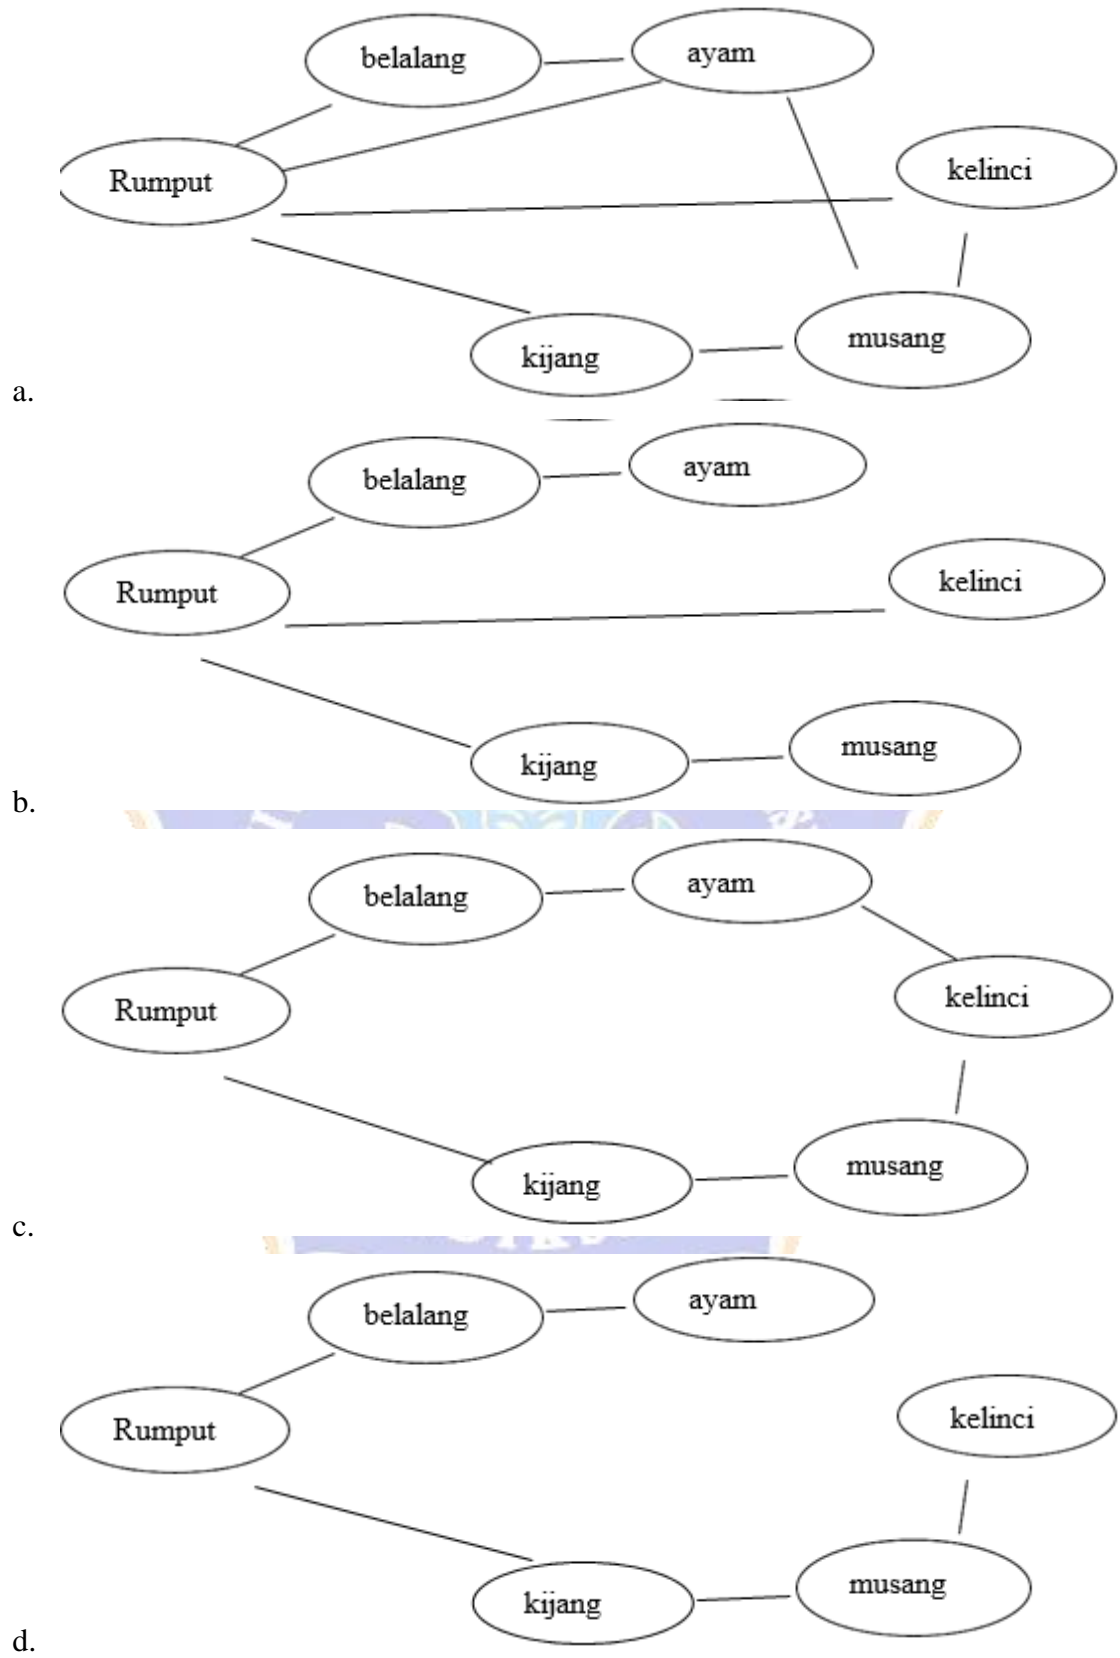 belalang
ayam
Rumput
kelinci
kijang
musang
a.
belalang
ayam
Rumput
kelinci
kijang
musang
b.
belalang
ayam
Rumput
kelinci
kijang
musang
c.
belalang
ayam
Rumput
kelinci
kijang
musang
d.